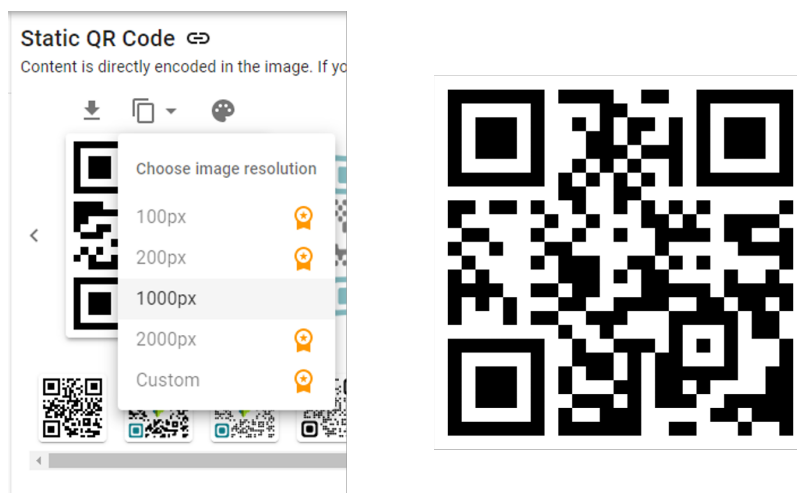 Static QR Code
Content is directly encoded in the image. If yo
Choose image resolution
100px
200px
1000px
2000px
Custom